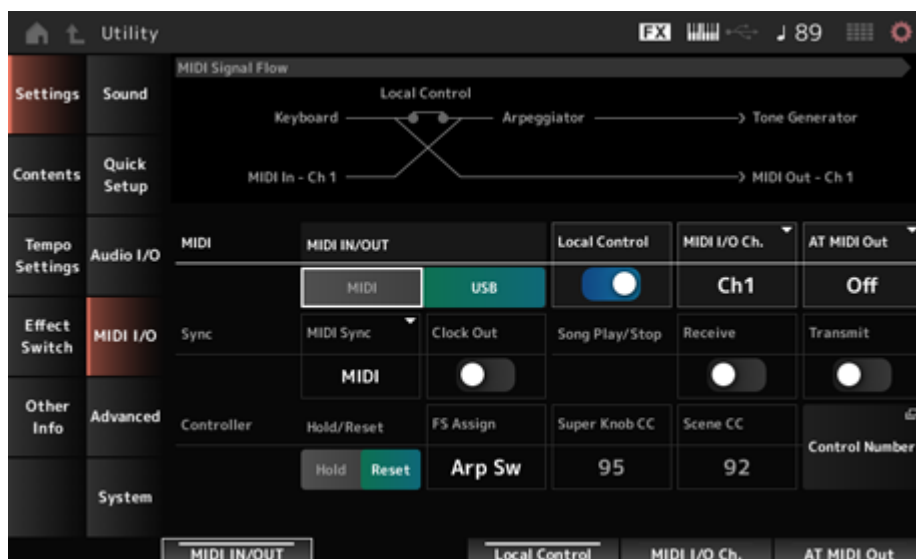 Utility
FX
♩ 89
Settings
Sound
Contents
Quick
Setup
Tempo
Settings
Audio I/O
Effect
Switch
MIDI I/O
Other
Info
Advanced
System
MIDI Signal Flow
Local Control
Keyboard
Arpeggiator
Tone Generator
MIDI In - Ch 1
MIDI Out - Ch 1
MIDI
MIDI IN/OUT
Local Control
MIDI I/O Ch.
AT MIDI Out
MIDI
USB
Ch1
Off
Sync
MIDI Sync
Clock Out
Song Play/Stop
Receive
Transmit
MIDI
Controller
Hold/Reset
FS Assign
Super Knob CC
Scene CC
Control Number
Hold
Reset
Arp Sw
95
92
MIDI IN/OUT
Local Control
MIDI I/O Ch.
AT MIDI Out